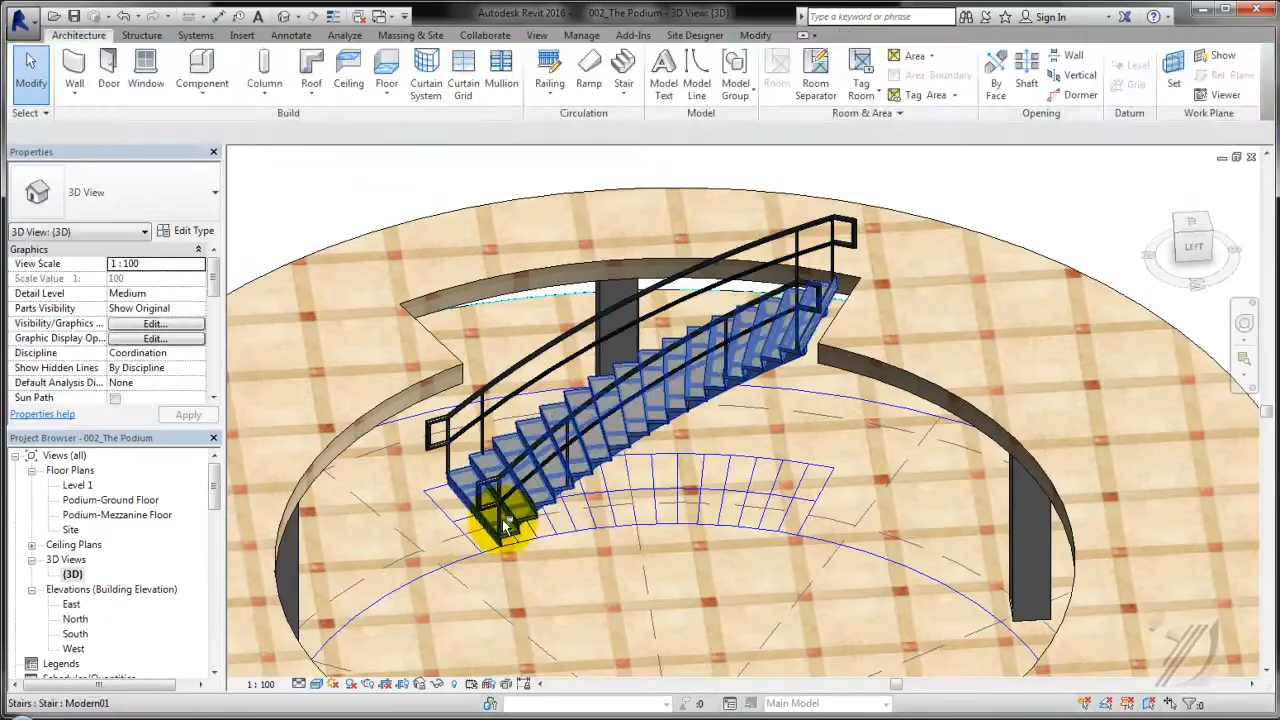 Autodesk Revit 2016 - 002_The Podium - 3D View: {3D}
Type a keyword or phrase
Sign In
Architecture
Insert
Annotate
Analyze
Massing & Site
Collaborate
View
Manage
Add-Ins
Site Designer
Modify
Modify
Wall
Door
Window
Component
Column
Roof
Ceiling
Floor
Curtain System
Curtain Grid
Mullion
Railing
Ramp
Stair
Model Text
Model Line
Model Group
Room
Room Separator
Tag Room
Area
Area Boundary
Tag Area
By Face
Shaft
Wall
Vertical
Dormer
Level
Grid
Set
Show
Ref Plane
Viewer
Select
Build
Circulation
Model
Room & Area
Opening
Datum
Work Plane
Properties
3D View
3D View: {3D}
Edit Type
Graphics
View Scale
1 : 100
Scale Value 1:
100
Detail Level
Medium
Parts Visibility
Show Original
Visibility/Graphics ...
Edit...
Graphic Display Op...
Edit...
Discipline
Coordination
Show Hidden Lines
By Discipline
Default Analysis Di...
None
Sun Path
Properties help
Apply
Project Browser - 002_The Podium
Views (all)
Floor Plans
Level 1
Podium-Ground Floor
Podium-Mezzanine Floor
Site
Ceiling Plans
3D Views
{3D}
Elevations (Building Elevation)
East
North
South
West
Legends
LEFT
1 : 100
Stairs : Stair : Modern01
:0
Main Model
:0